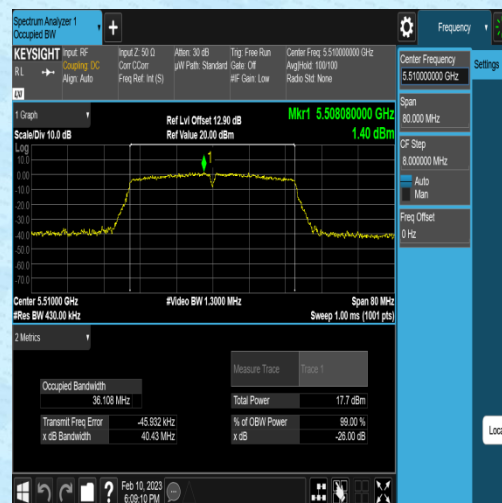 Spectrum Analyzer 1
Occupied BW
+
Frequency
KEYSIGHT
RL
Input: RF
Coupling: DC
Align: Auto
Input Z: 50 Ω
Corr CCorr
Freq Ref: Int (S)
Atten: 30 dB
µW Path: Standard
Trig: Free Run
Gate: Off
#IF Gain: Low
Center Freq: 5.510000000 GHz
Avg|Hold: 100/100
Radio Std: None
Center Frequency
5.510000000 GHz
Settings
Span
80.000 MHz
CF Step
8.000000 MHz
Auto
Man
Freq Offset
0 Hz
1 Graph
Scale/Div 10.0 dB
Ref Lvl Offset 12.90 dB
Ref Value 20.00 dBm
Mkr1 5.508080000 GHz
1.40 dBm
Log
10.0
0.00
-10.0
-20.0
-30.0
-40.0
-50.0
-60.0
-70.0
1
Center 5.51000 GHz
#Res BW 430.00 kHz
#Video BW 1.3000 MHz
Span 80 MHz
Sweep 1.00 ms (1001 pts)
2 Metrics
Measure Trace
Trace 1
Occupied Bandwidth
36.108 MHz
Total Power
17.7 dBm
Transmit Freq Error
-45.932 kHz
% of OBW Power
99.00 %
x dB Bandwidth
40.43 MHz
x dB
-26.00 dB
Loca
?
Feb 10, 2023
6:09:10 PM